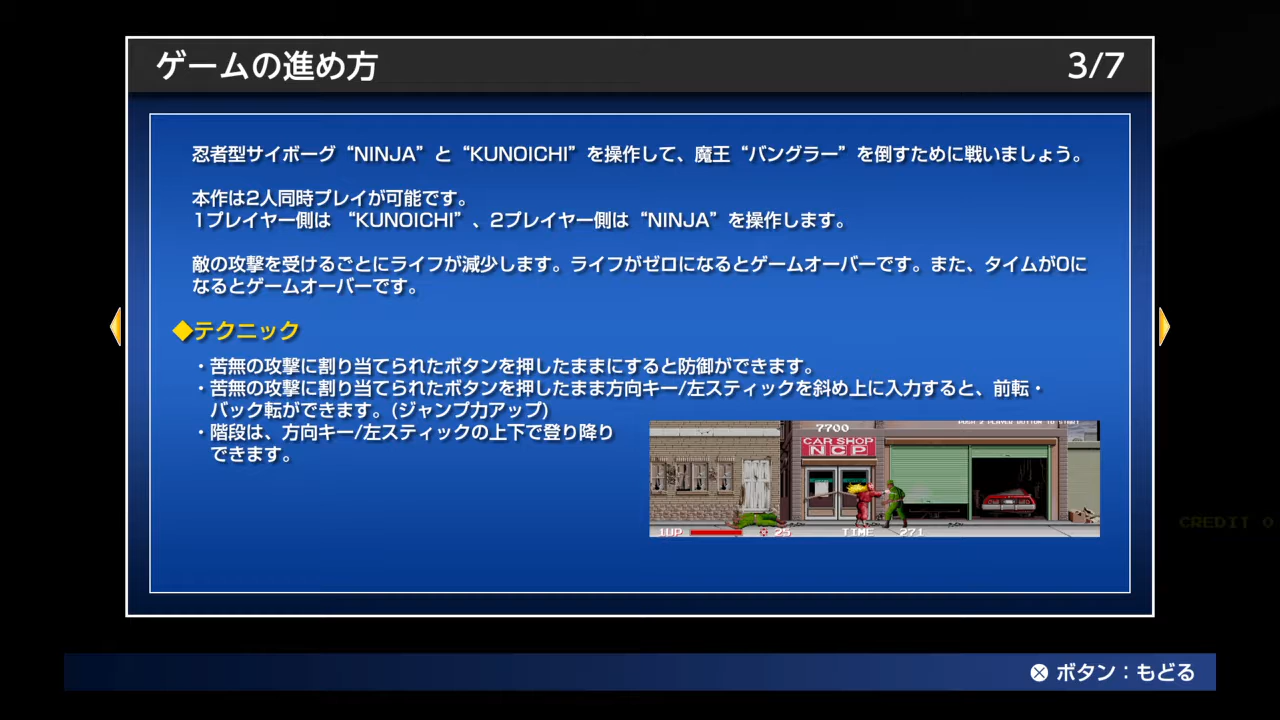 ゲームの進め方
3/7
忍者型サイボーグ“NINJA”と“KUNOICHI”を操作して、魔王“バングラー”を倒すために戦いましょう。
本作は2人同時プレイが可能です。
1プレイヤー側は “KUNOICHI”、2プレイヤー側は“NINJA”を操作します。
敵の攻撃を受けるごとにライフが減少します。ライフがゼロになるとゲームオーバーです。また、タイムが0に
なるとゲームオーバーです。
◆テクニック
・苦無の攻撃に割り当てられたボタンを押したままにすると防御ができます。
・苦無の攻撃に割り当てられたボタンを押したまま方向キー/左スティックを斜め上に入力すると、前転・
バック転ができます。(ジャンプ力アップ)
・階段は、方向キー/左スティックの上下で登り降り
できます。
7700
PUSH 2 PLAYER BUTTON TO START
CAR SHOP
NCP
1UP
25
TIME 271
CREDIT 0
ボタン：もどる